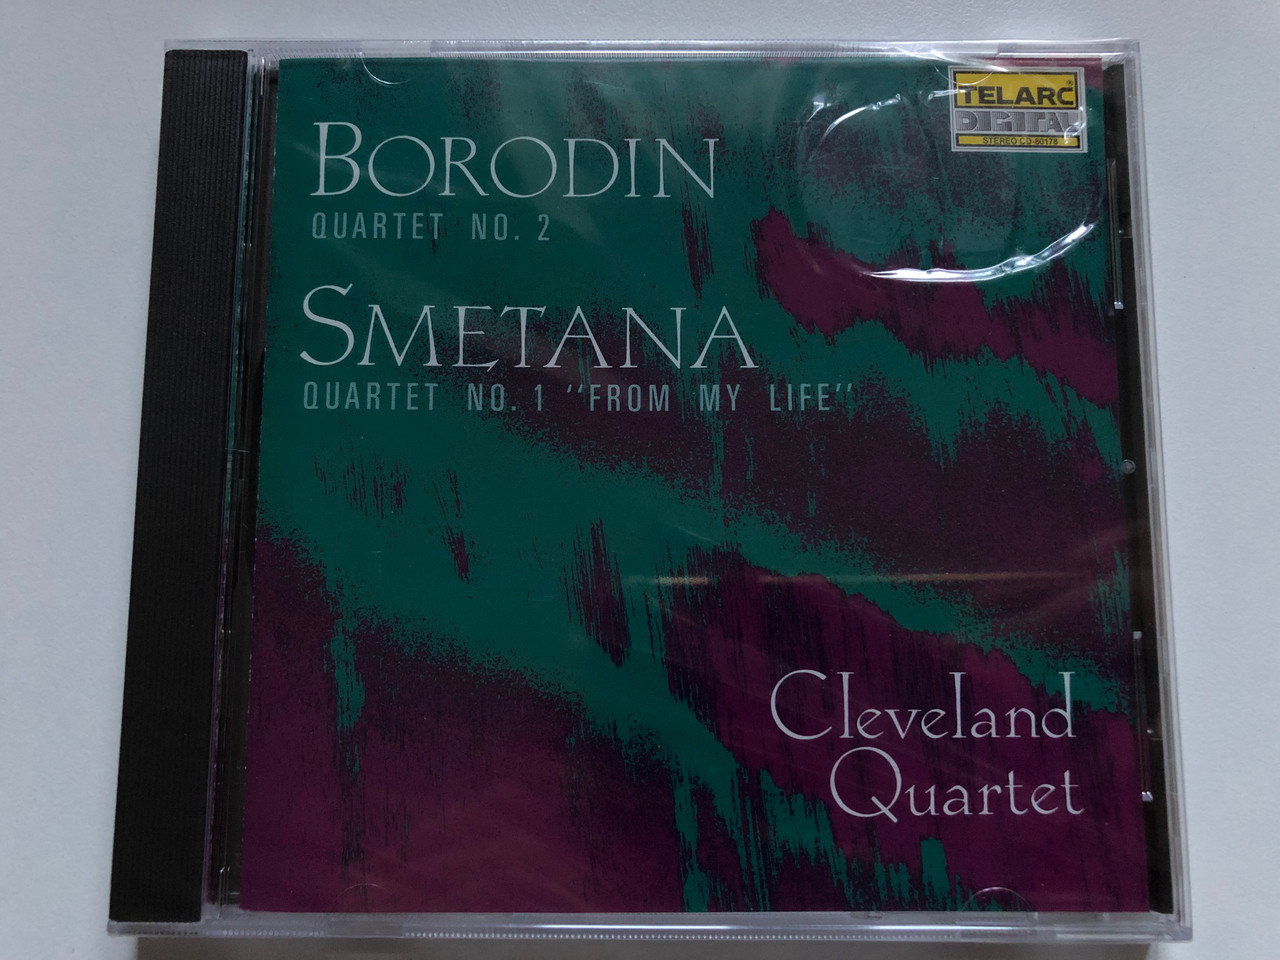 TELARC
DIGITAL
STEREO CD-80178
BORODIN
QUARTET NO. 2
SMETANA
QUARTET NO. 1 “FROM MY LIFE”
Cleveland
Quartet